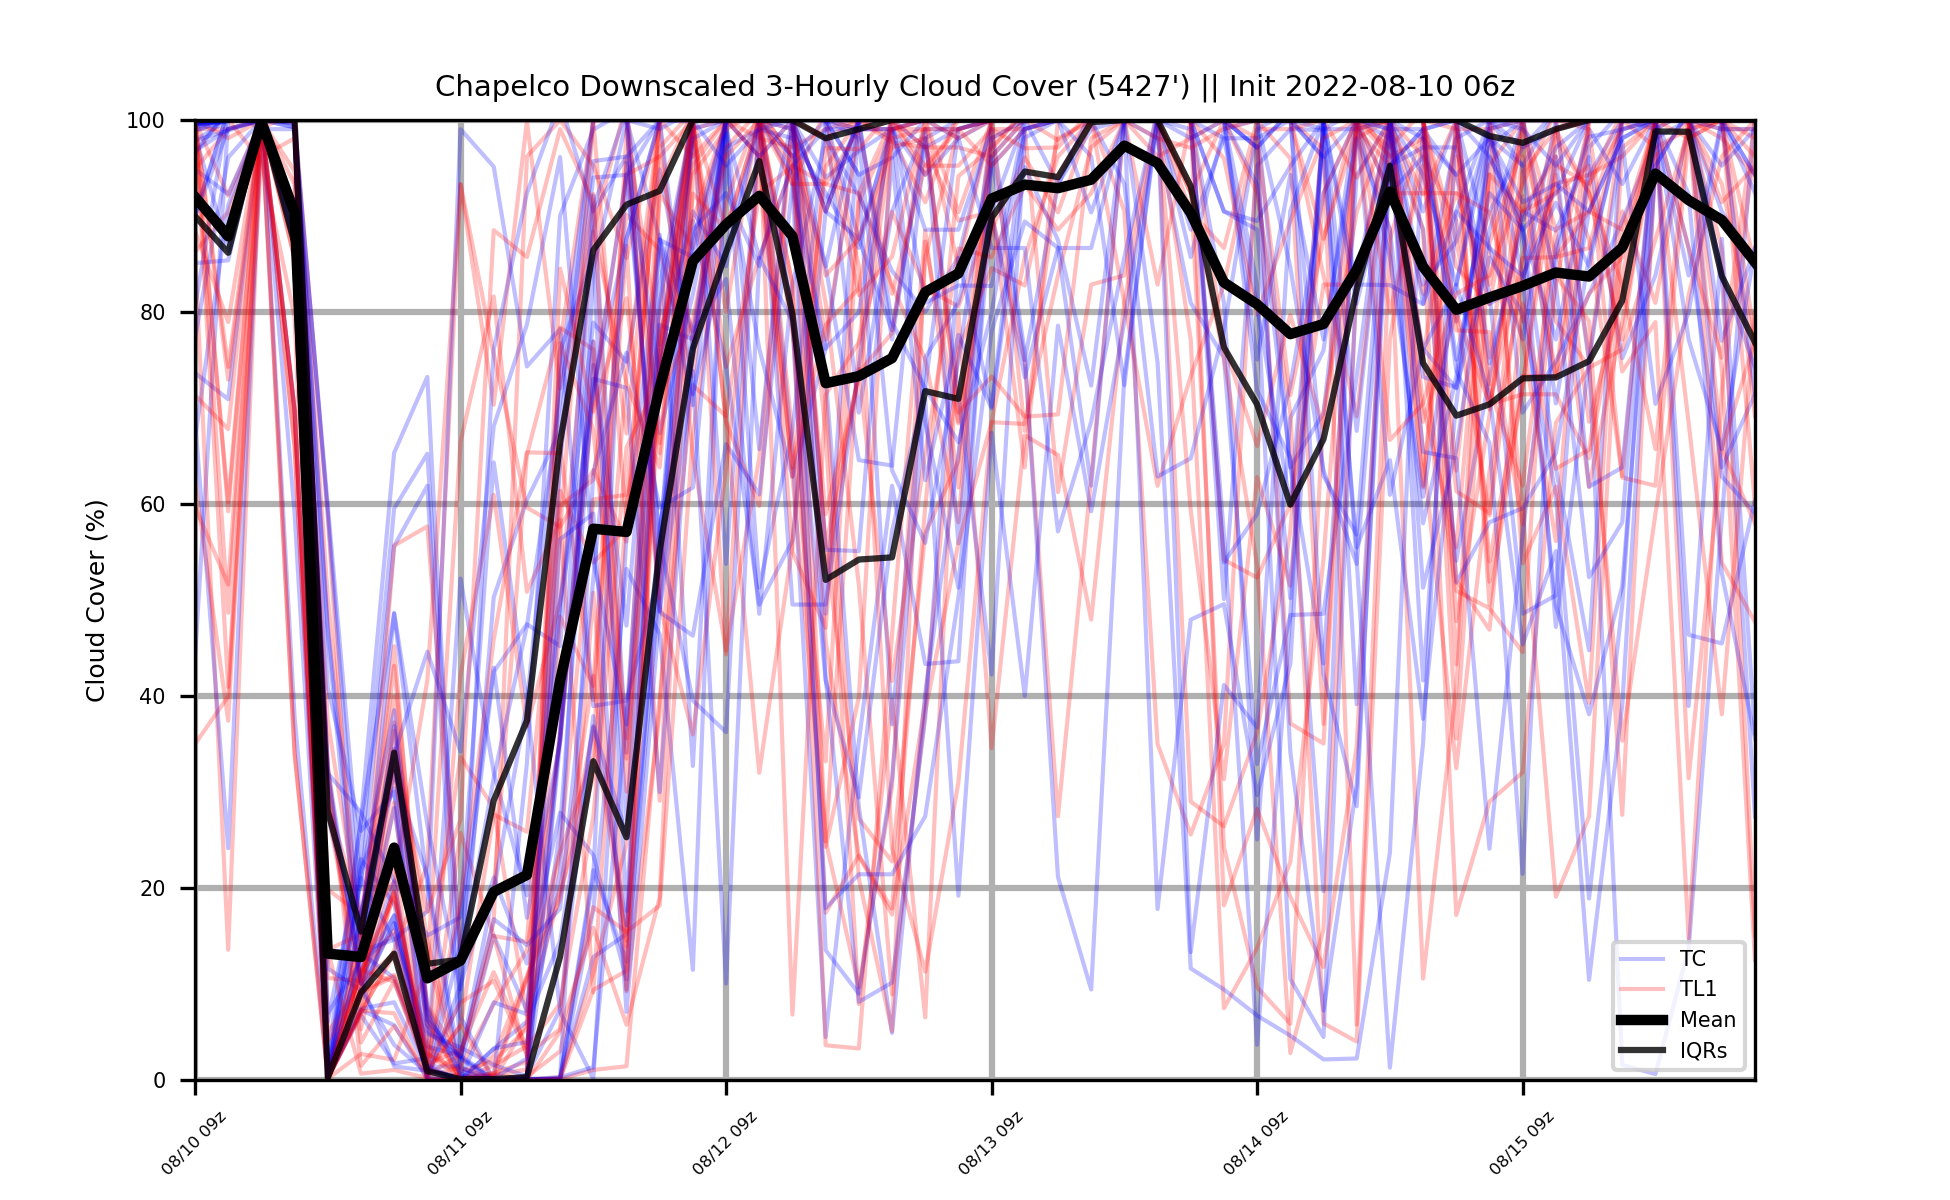 Chapelco Downscaled 3-Hourly Cloud Cover (5427') || Init 2022-08-10 06z
Cloud Cover (%)
100
80
60
40
20
0
08/10 09z
08/11 09z
08/12 09z
08/13 09z
08/14 09z
08/15 09z
TC
TL1
Mean
IQRs